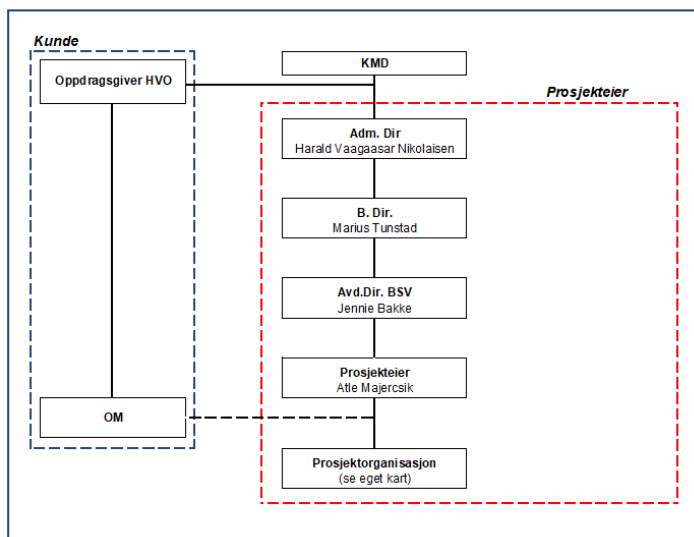 Kunde
Oppdragsgiver HVO
KMD
Prosjekteier
Adm. Dir
Harald Vaagaasar Nikolaisen
B. Dir.
Marius Tunstad
Avd.Dir. BSV
Jennie Bakke
Prosjekteier
Atle Majercsik
OM
Prosjektorganisasjon
(se eget kart)